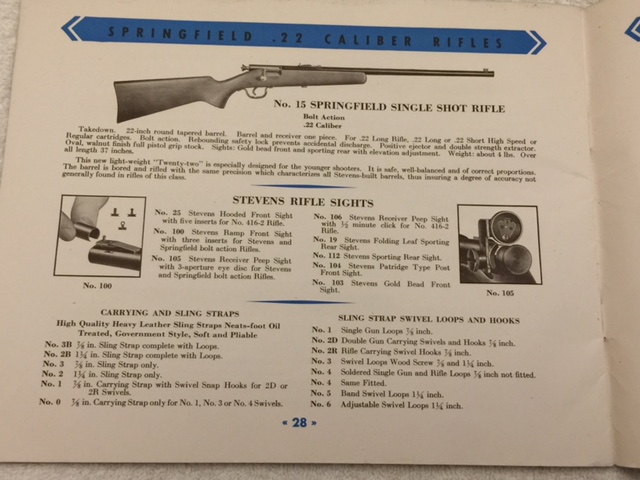 SPRINGFIELD .22 CALIBER RIFLES
No. 15 SPRINGFIELD SINGLE SHOT RIFLE
Bolt Action
.22 Caliber
Takedown. 22-inch round tapered barrel. Barrel and receiver one piece. For .22 Long Rifle, .22 Long or .22 Short High Speed or
Regular cartridges. Bolt action. Rebounding safety lock prevents accidental discharge. Positive ejector and double strength extractor.
Oval, walnut finish full pistol grip stock. Sights: Gold bead front and sporting rear with elevation adjustment. Weight: about 4 lbs. Over
all length 37 inches.
This new light-weight "Twenty-two" is especially designed for the younger shooters. It is safe, well-balanced and of correct proportions.
The barrel is bored and rifled with the same precision which characterizes all Stevens-built barrels, thus insuring a degree of accuracy not
generally found in rifles of this class.
STEVENS RIFLE SIGHTS
No. 25 Stevens Hooded Front Sight
with five inserts for No. 416-2 Rifle.
No. 100 Stevens Ramp Front Sight
with three inserts for Stevens and
Springfield bolt action Rifles.
No. 105 Stevens Receiver Peep Sight
with 3-aperture eye disc for Stevens
and Springfield bolt action Rifles.
No. 100
No. 106 Stevens Receiver Peep Sight
with ½ minute click for No. 416-2
Rifle.
No. 19 Stevens Folding Leaf Sporting
Rear Sight.
No. 112 Stevens Sporting Rear Sight.
No. 104 Stevens Patridge Type Post
Front Sight.
No. 103 Stevens Gold Bead Front
Sight.
No. 105
CARRYING AND SLING STRAPS
High Quality Heavy Leather Sling Straps Neats-foot Oil
Treated, Government Style, Soft and Pliable
No. 3B ⅞ in. Sling Strap complete with Loops.
No. 2B 1¼ in. Sling Strap complete with Loops.
No. 3 ⅞ in. Sling Strap only.
No. 2 1¼ in. Sling Strap only.
No. 1 ⅞ in. Carrying Strap with Swivel Snap Hooks for 2D or
2R Swivels.
No. 0 ⅞ in. Carrying Strap only for No. 1, No. 3 or No. 4 Swivels.
SLING STRAP SWIVEL LOOPS AND HOOKS
No. 1 Single Gun Loops ⅞ inch.
No. 2D Double Gun Carrying Swivels and Hooks ⅞ inch.
No. 2R Rifle Carrying Swivel Hooks ⅞ inch.
No. 3 Swivel Loops Wood Screw ⅞ and 1¼ inch.
No. 4 Soldered Single Gun and Rifle Loops ⅞ inch not fitted.
No. 4 Same Fitted.
No. 5 Band Swivel Loops 1¼ inch.
No. 6 Adjustable Swivel Loops 1¼ inch.
« 28 »